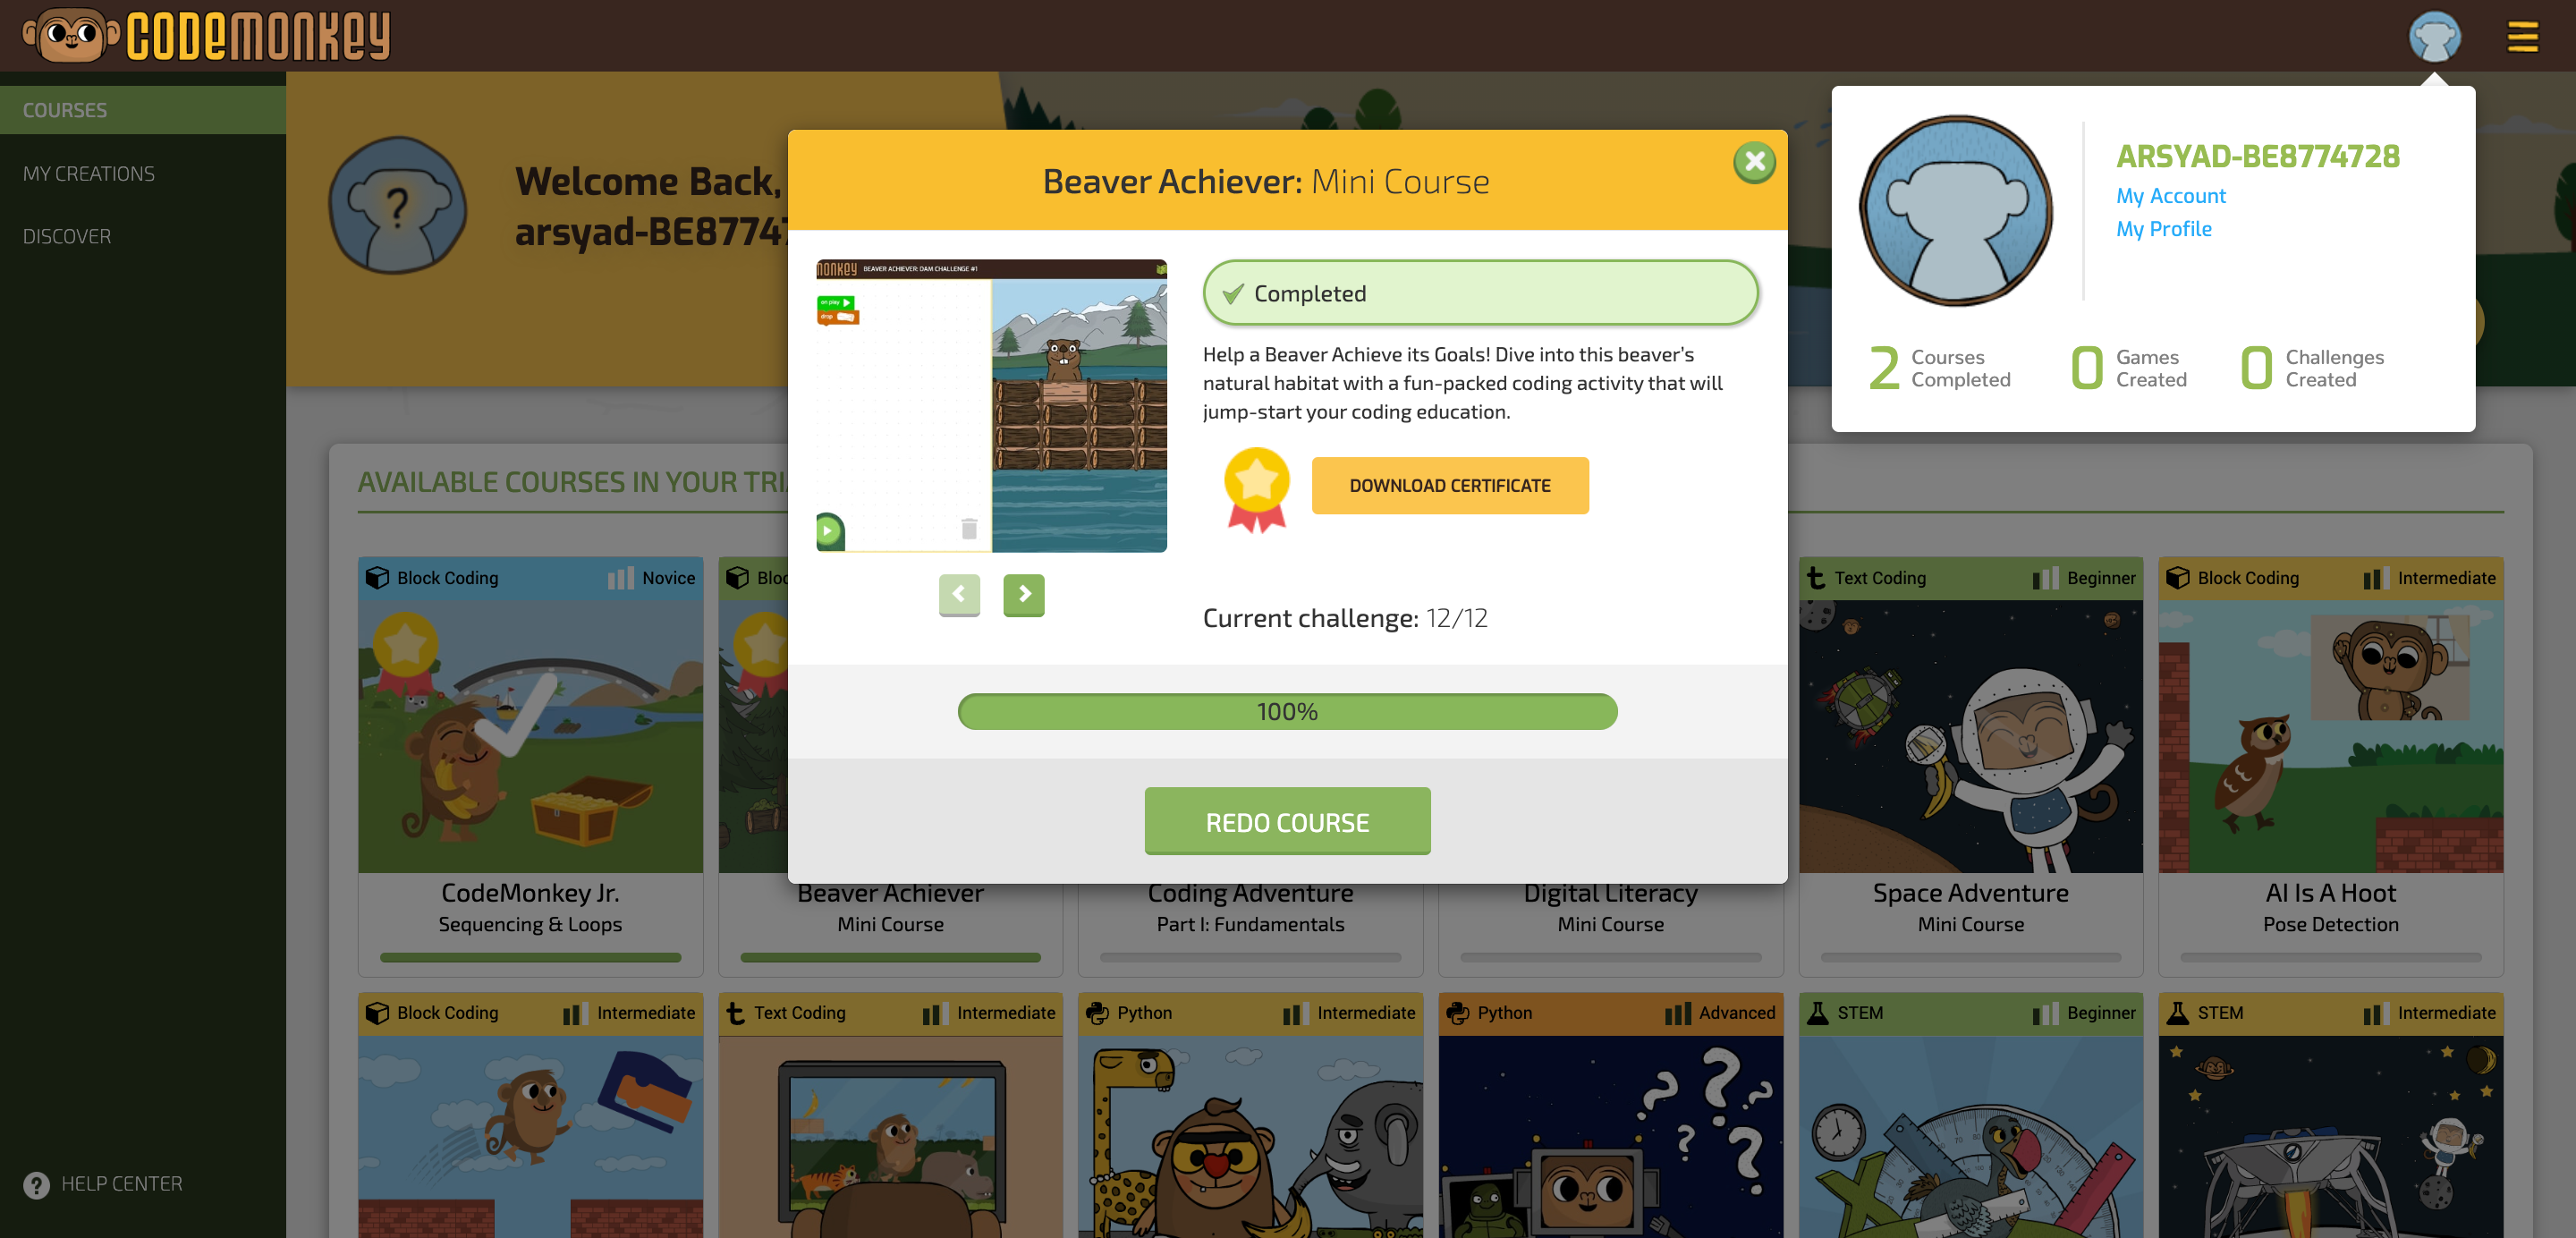 CODEMONKEY
COURSES
MY CREATIONS
DISCOVER
HELP CENTER
Welcome Back,
arsyad-BE8774
Beaver Achiever: Mini Course
monkey BEAVER ACHIEVER: DAM CHALLENGE #1
on play
drop
Completed
Help a Beaver Achieve its Goals! Dive into this beaver's
natural habitat with a fun-packed coding activity that will
jump-start your coding education.
DOWNLOAD CERTIFICATE
Current challenge: 12/12
100%
REDO COURSE
ARSYAD-BE8774728
My Account
My Profile
2 Courses Completed
0 Games Created
0 Challenges Created
AVAILABLE COURSES IN YOUR TRI
Block Coding Novice
Bloc
Text Coding Beginner
Block Coding Intermediate
CodeMonkey Jr.
Sequencing & Loops
Beaver Achiever
Mini Course
Coding Adventure
Part I: Fundamentals
Digital Literacy
Mini Course
Space Adventure
Mini Course
AI Is A Hoot
Pose Detection
Block Coding Intermediate
Text Coding Intermediate
Python Intermediate
Python Advanced
STEM Beginner
STEM Intermediate